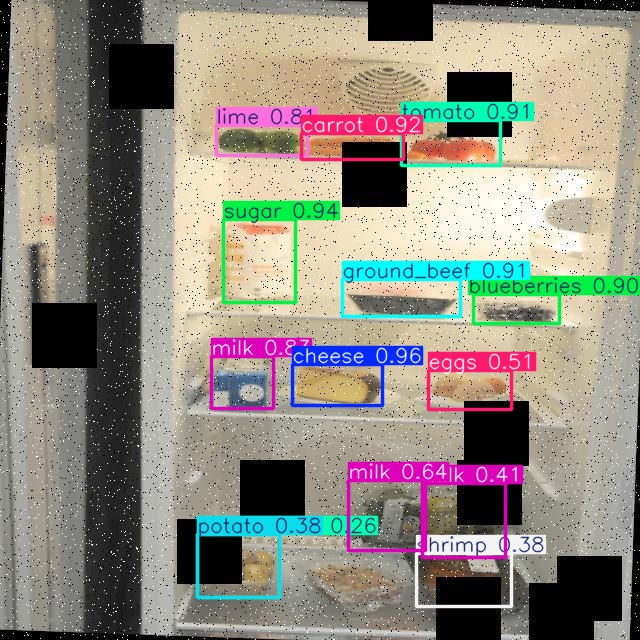 lime 0.81
carrot 0.92
tomato 0.91
sugar 0.94
ground_beef 0.91
blueberries 0.90
milk 0.87
cheese 0.96
eggs 0.51
milk 0.64
lk 0.41
potato 0.38
0.26
shrimp 0.38